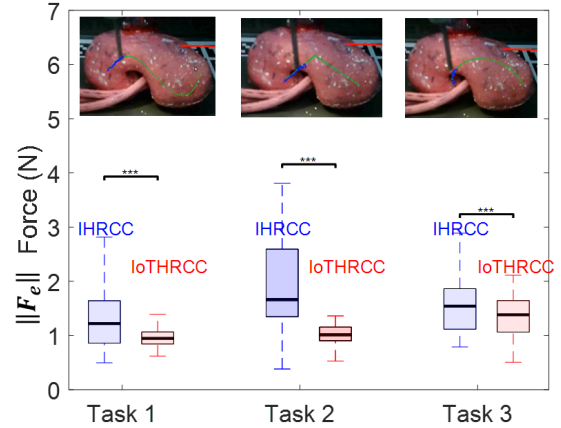 7
6
5
4
3
2
1
0
||Fₑ|| Force (N)
***
***
***
IHRCC
IoTHRCC
IHRCC
IoTHRCC
IHRCC
IoTHRCC
Task 1
Task 2
Task 3